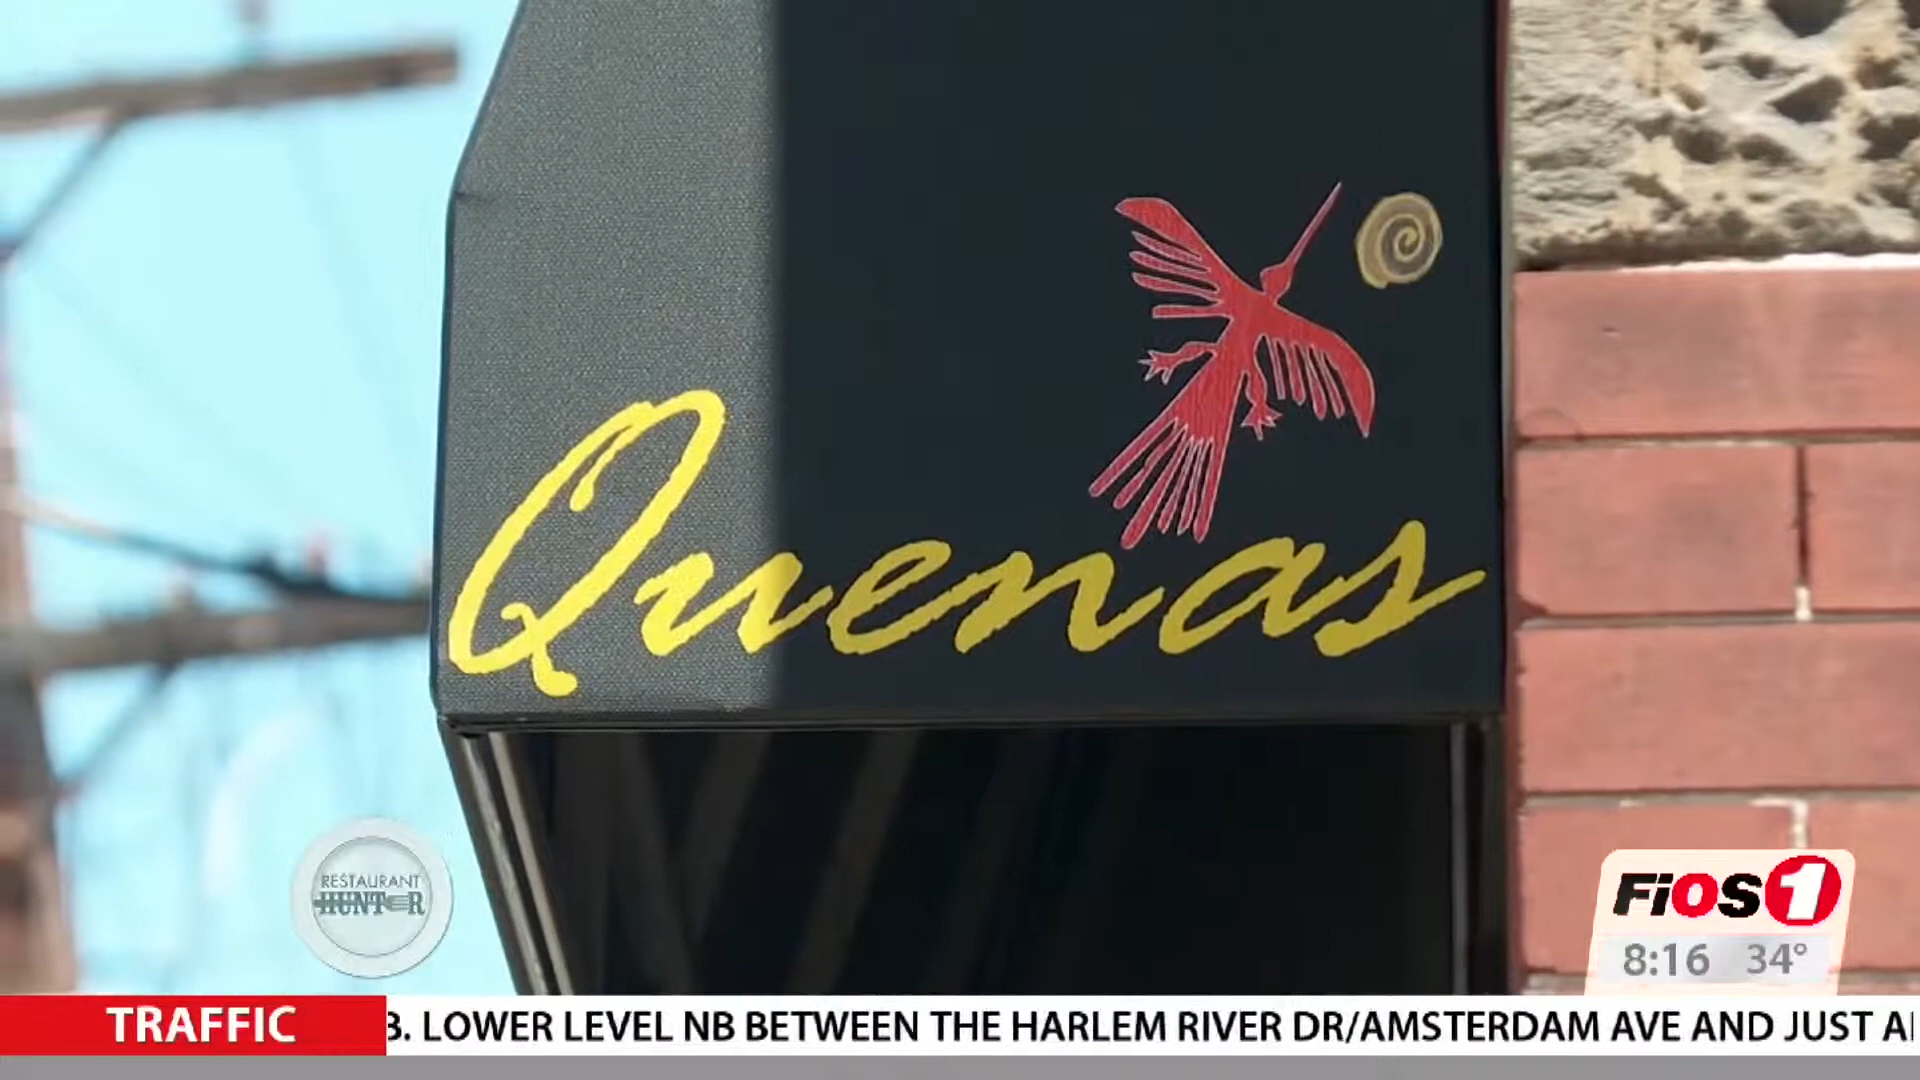 Quenas
RESTAURANT
HUNTER
FiOS1
8:16 34°
TRAFFIC
B. LOWER LEVEL NB BETWEEN THE HARLEM RIVER DR/AMSTERDAM AVE AND JUST